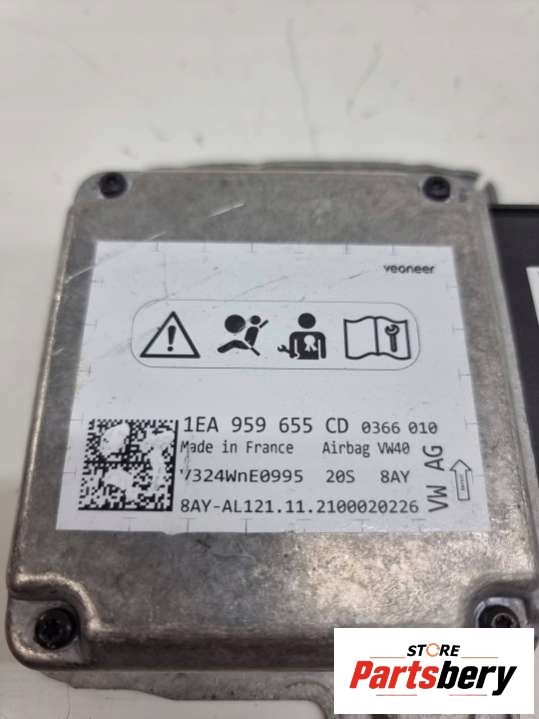 veoneer
1EA 959 655 CD 0366 010
Made in France Airbag VW40
V324WnE0995 20S 8AY
8AY-AL121.11.2100020226
VW AG
STORE
Partsbery